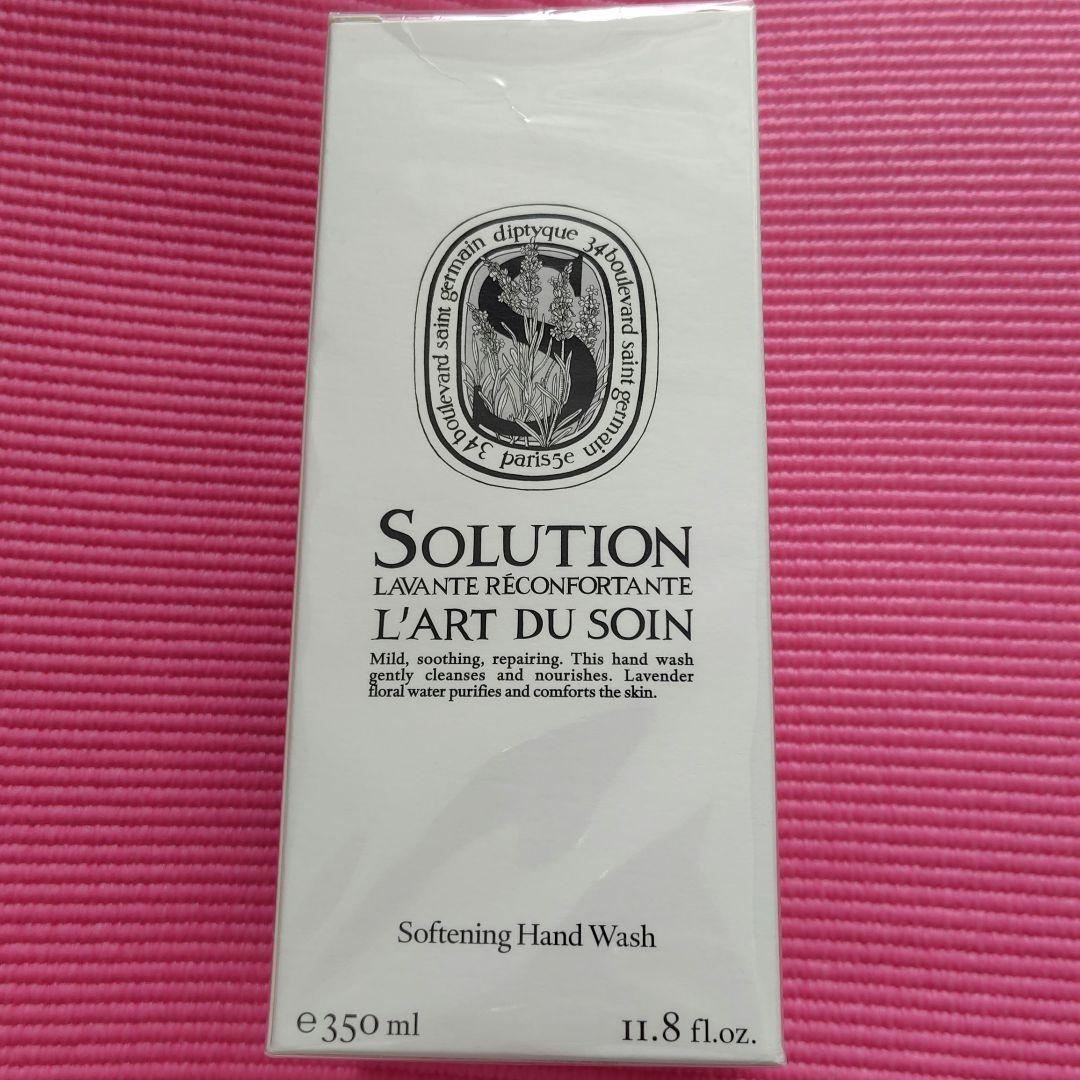 diptyque 34 boulevard saint germain paris5e 34 boulevard saint germain
S
SOLUTION
LAVANTE RÉCONFORTANTE
L'ART DU SOIN
Mild, soothing, repairing. This hand wash
gently cleanses and nourishes. Lavender
floral water purifies and comforts the skin.
Softening Hand Wash
e 350 ml
11.8 fl.oz.